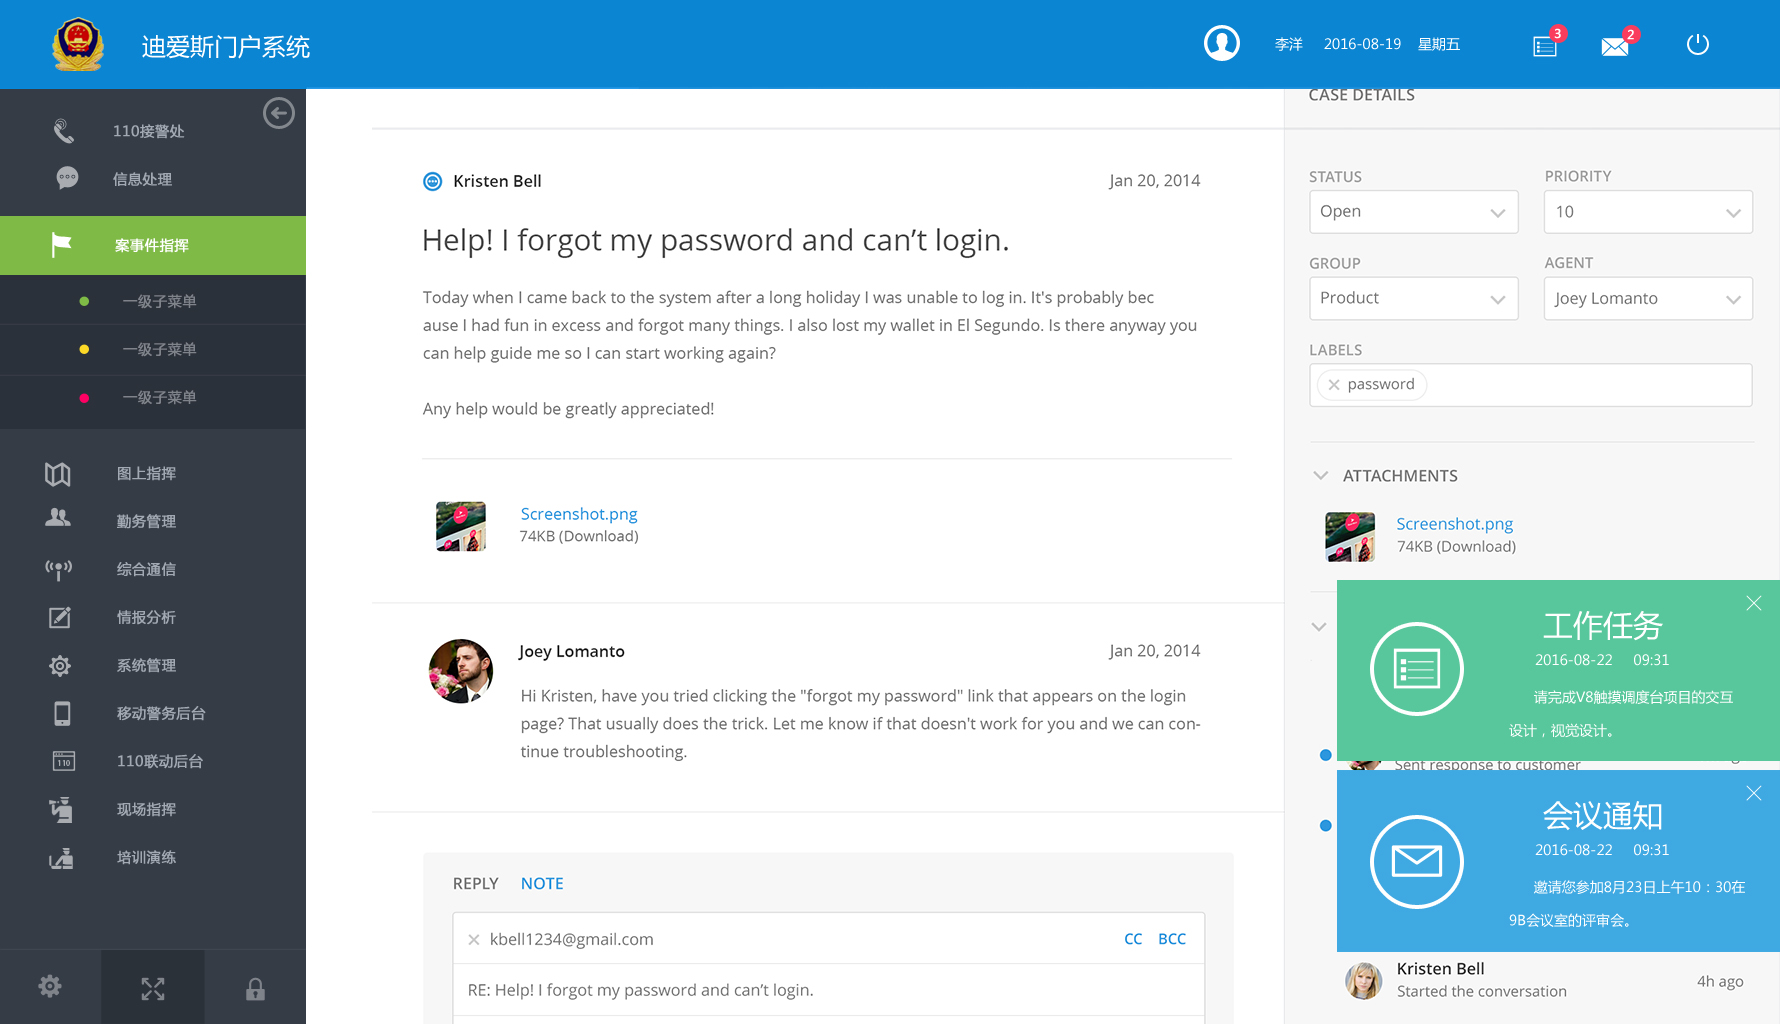 迪爱斯门户系统
李洋 2016-08-19 星期五
3
2
110接警处
信息处理
案事件指挥
一级子菜单
一级子菜单
一级子菜单
图上指挥
勤务管理
综合通信
情报分析
系统管理
移动警务后台
110
110联动后台
现场指挥
培训演练
Kristen Bell
Jan 20, 2014
Help! I forgot my password and can’t login.
Today when I came back to the system after a long holiday I was unable to log in. It's probably bec
ause I had fun in excess and forgot many things. I also lost my wallet in El Segundo. Is there anyway you
can help guide me so I can start working again?
Any help would be greatly appreciated!
Screenshot.png
74KB (Download)
Joey Lomanto
Jan 20, 2014
Hi Kristen, have you tried clicking the "forgot my password" link that appears on the login
page? That usually does the trick. Let me know if that doesn't work for you and we can con-
tinue troubleshooting.
REPLY NOTE
kbell1234@gmail.com
CC BCC
RE: Help! I forgot my password and can’t login.
CASE DETAILS
STATUS
Open
PRIORITY
10
GROUP
Product
AGENT
Joey Lomanto
LABELS
password
ATTACHMENTS
Screenshot.png
74KB (Download)
工作任务
2016-08-22 09:31
请完成V8触摸调度台项目的交互
设计，视觉设计。
Sent response to customer
会议通知
2016-08-22 09:31
邀请您参加8月23日上午10：30在
9B会议室的评审会。
Kristen Bell
Started the conversation
4h ago